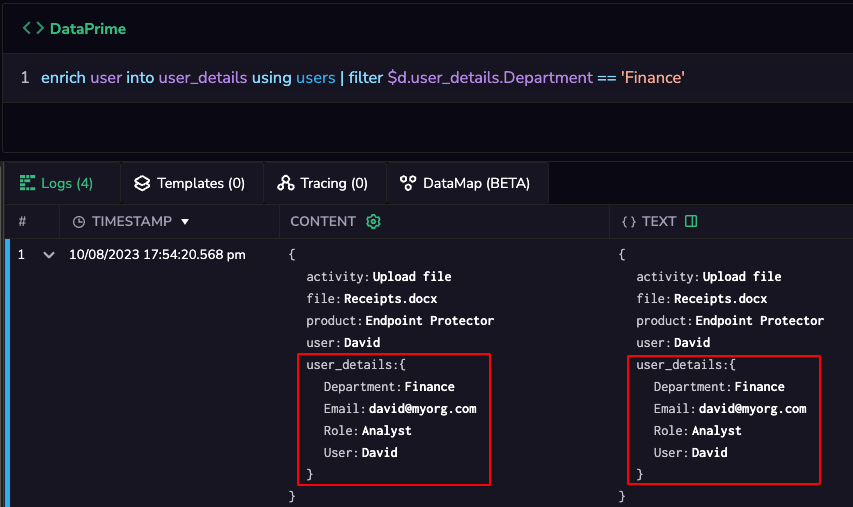 <> DataPrime
1 enrich user into user_details using users | filter $d.user_details.Department == 'Finance'
Logs (4) Templates (0) Tracing (0) DataMap (BETA)
# TIMESTAMP CONTENT {} TEXT
1 10/08/2023 17:54:20.568 pm { {
activity: Upload file activity: Upload file
file: Receipts.docx file: Receipts.docx
product: Endpoint Protector product: Endpoint Protector
user: David user: David
user_details:{ user_details:{
Department: Finance Department: Finance
Email: david@myorg.com Email: david@myorg.com
Role: Analyst Role: Analyst
User: David User: David
} }
} }